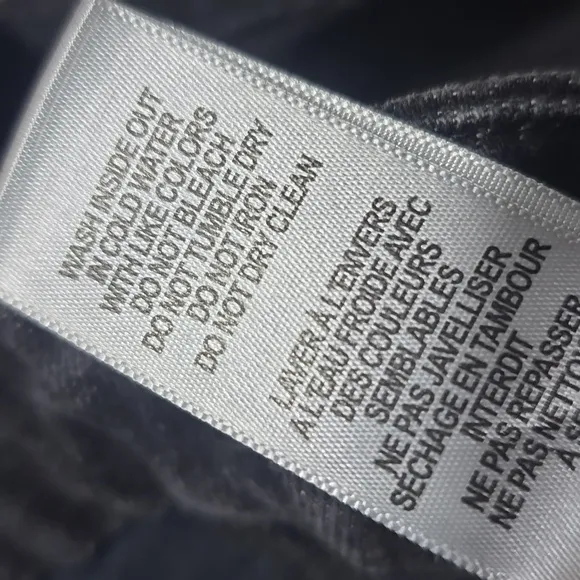 WASH INSIDE OUT
IN COLD WATER
WITH LIKE COLORS
DO NOT BLEACH
DO NOT TUMBLE DRY
DO NOT IRON
DO NOT DRY CLEAN
LAVER À L'ENVERS
À L'EAU FROIDE AVEC
DES COULEURS
SEMBLABLES
NE PAS JAVELLISER
SÉCHAGE EN TAMBOUR
INTERDIT
NE PAS REPASSER
NE PAS
À